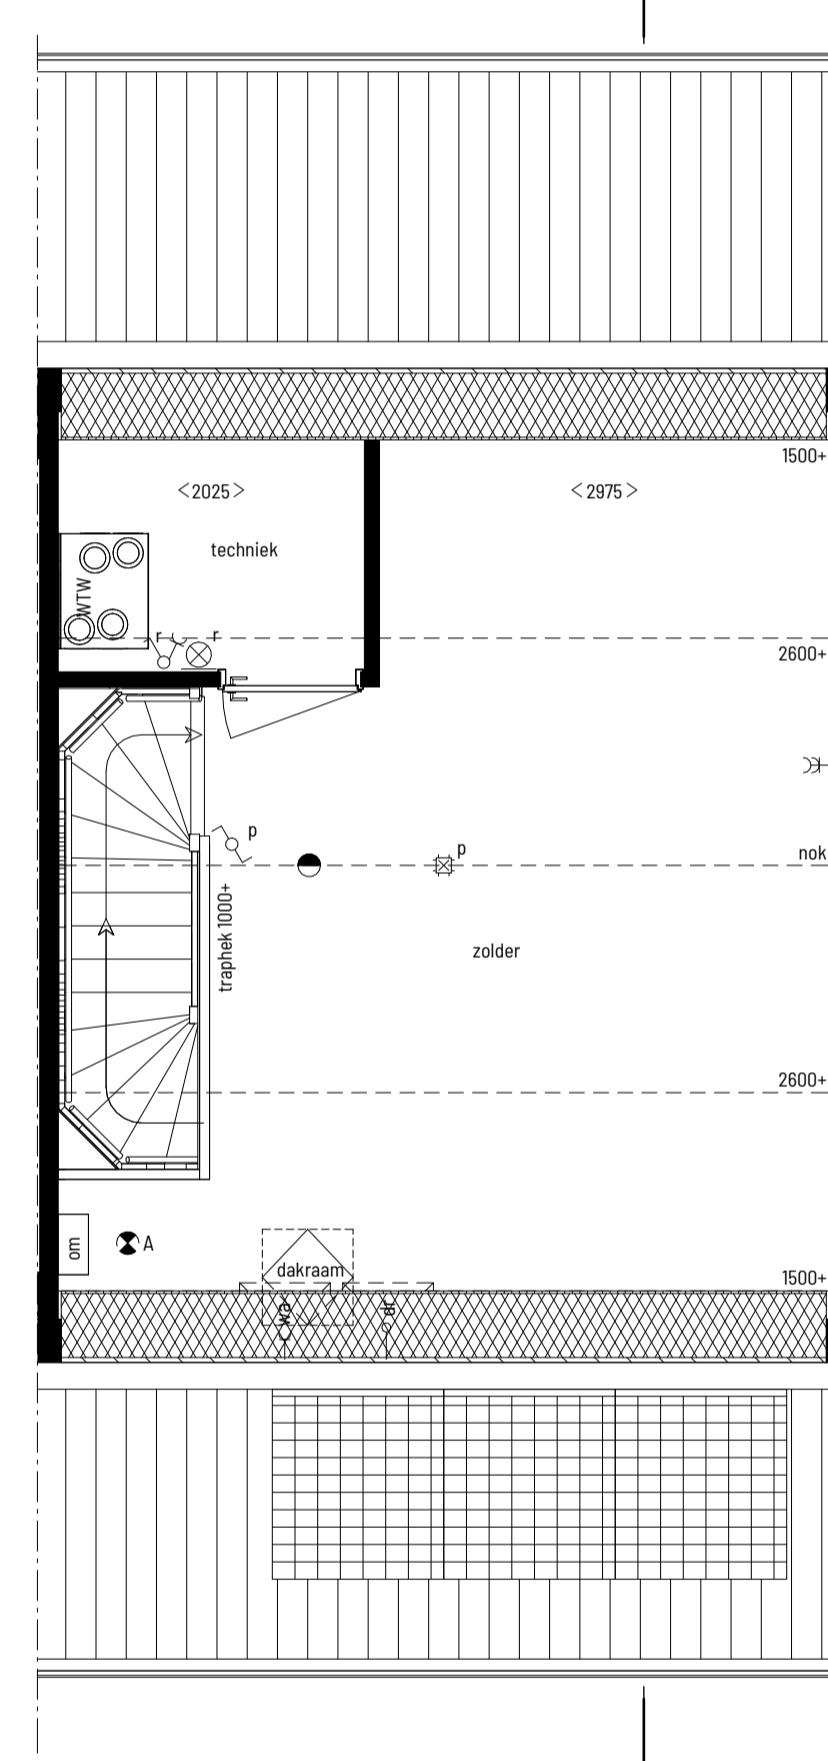 1500+
<2025>
<2975>
techniek
WTW
r
r
2600+
p
p
nok
traphek 1000+
zolder
2600+
om
A
dakraam
1500+
wa
dr